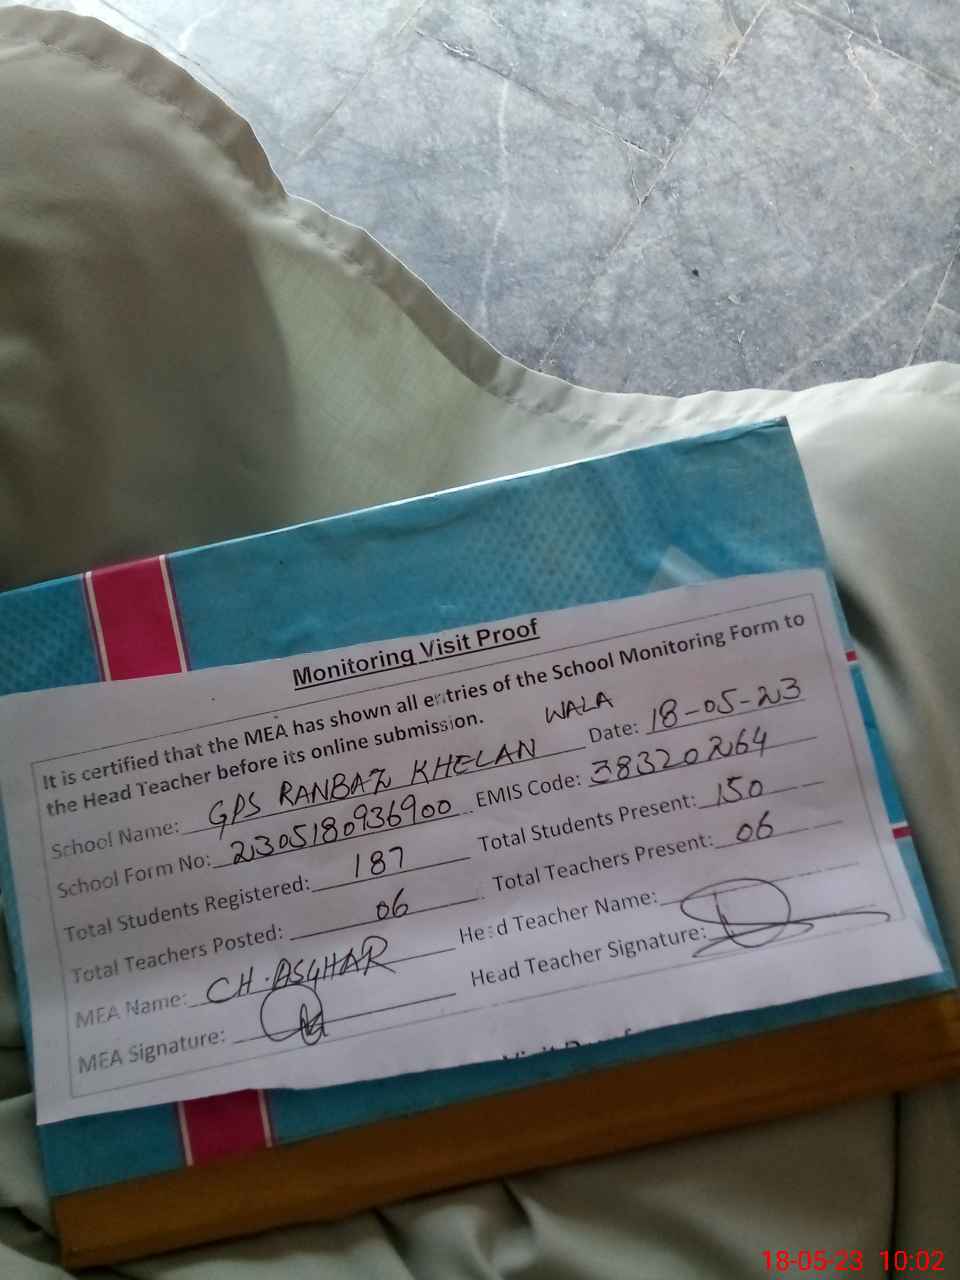 Monitoring Visit Proof
It is certified that the MEA has shown all entries of the School Monitoring Form to
the Head Teacher before its online submission.
School Name: GPS RANBAZ KHELAN WALA Date: 18-05-23
School Form No: 2305180936900 EMIS Code: 38320264
Total Students Registered: 187 Total Students Present: 150
Total Teachers Posted: 06 Total Teachers Present: 06
MEA Name: CH. ASGHAR Head Teacher Name:
MEA Signature: Head Teacher Signature:
18-05-23 10:02